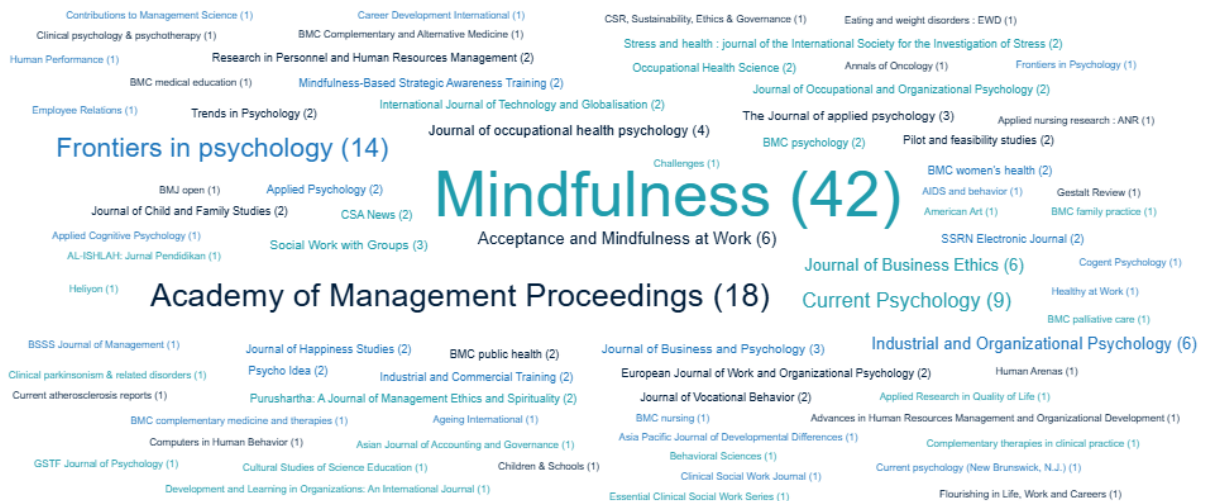 Contributions to Management Science (1)
Career Development International (1)
CSR, Sustainability, Ethics & Governance (1)
Eating and weight disorders : EWD (1)
Clinical psychology & psychotherapy (1)
BMC Complementary and Alternative Medicine (1)
Stress and health : journal of the International Society for the Investigation of Stress (2)
Human Performance (1)
Research in Personnel and Human Resources Management (2)
Occupational Health Science (2)
Annals of Oncology (1)
Frontiers in Psychology (1)
BMC medical education (1)
Mindfulness-Based Strategic Awareness Training (2)
Journal of Occupational and Organizational Psychology (2)
Employee Relations (1)
Trends in Psychology (2)
International Journal of Technology and Globalisation (2)
The Journal of applied psychology (3)
Applied nursing research : ANR (1)
Journal of occupational health psychology (4)
BMC psychology (2)
Pilot and feasibility studies (2)
Frontiers in psychology (14)
Challenges (1)
BMC women's health (2)
BMJ open (1)
Applied Psychology (2)
Mindfulness (42)
AIDS and behavior (1)
Gestalt Review (1)
Journal of Child and Family Studies (2)
CSA News (2)
American Art (1)
BMC family practice (1)
Applied Cognitive Psychology (1)
Social Work with Groups (3)
Acceptance and Mindfulness at Work (6)
SSRN Electronic Journal (2)
AL-ISHLAH: Jurnal Pendidikan (1)
Journal of Business Ethics (6)
Cogent Psychology (1)
Heliyon (1)
Academy of Management Proceedings (18)
Current Psychology (9)
Healthy at Work (1)
BMC palliative care (1)
BSSS Journal of Management (1)
Journal of Happiness Studies (2)
BMC public health (2)
Journal of Business and Psychology (3)
Industrial and Organizational Psychology (6)
Clinical parkinsonism & related disorders (1)
Psycho Idea (2)
Industrial and Commercial Training (2)
European Journal of Work and Organizational Psychology (2)
Human Arenas (1)
Current atherosclerosis reports (1)
Purushartha: A Journal of Management Ethics and Spirituality (2)
Journal of Vocational Behavior (2)
Applied Research in Quality of Life (1)
BMC complementary medicine and therapies (1)
Ageing International (1)
BMC nursing (1)
Advances in Human Resources Management and Organizational Development (1)
Computers in Human Behavior (1)
Asian Journal of Accounting and Governance (1)
Asia Pacific Journal of Developmental Differences (1)
Complementary therapies in clinical practice (1)
GSTF Journal of Psychology (1)
Cultural Studies of Science Education (1)
Children & Schools (1)
Behavioral Sciences (1)
Clinical Social Work Journal (1)
Current psychology (New Brunswick, N.J.) (1)
Development and Learning in Organizations: An International Journal (1)
Essential Clinical Social Work Series (1)
Flourishing in Life, Work and Careers (1)